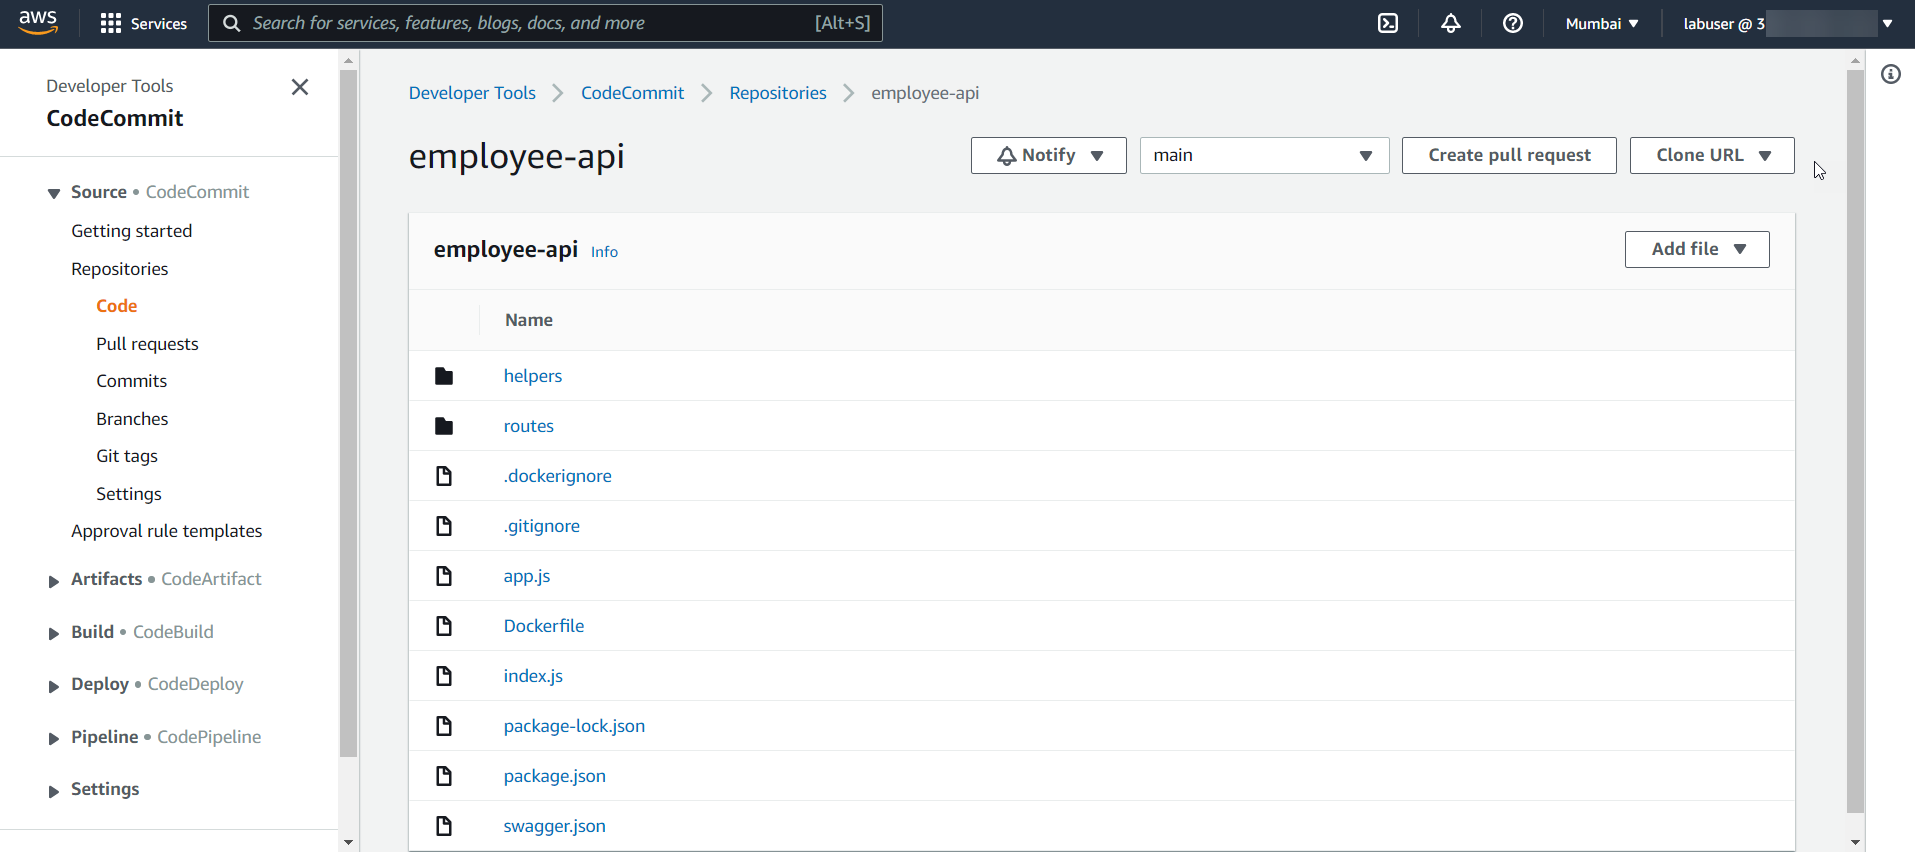 aws
Services
Search for services, features, blogs, docs, and more
[Alt+S]
Mumbai
labuser @ 3
Developer Tools
CodeCommit
Source • CodeCommit
Getting started
Repositories
Code
Pull requests
Commits
Branches
Git tags
Settings
Approval rule templates
Artifacts • CodeArtifact
Build • CodeBuild
Deploy • CodeDeploy
Pipeline • CodePipeline
Settings
Developer Tools
CodeCommit
Repositories
employee-api
employee-api
Notify
main
Create pull request
Clone URL
employee-api Info
Add file
Name
helpers
routes
.dockerignore
.gitignore
app.js
Dockerfile
index.js
package-lock.json
package.json
swagger.json